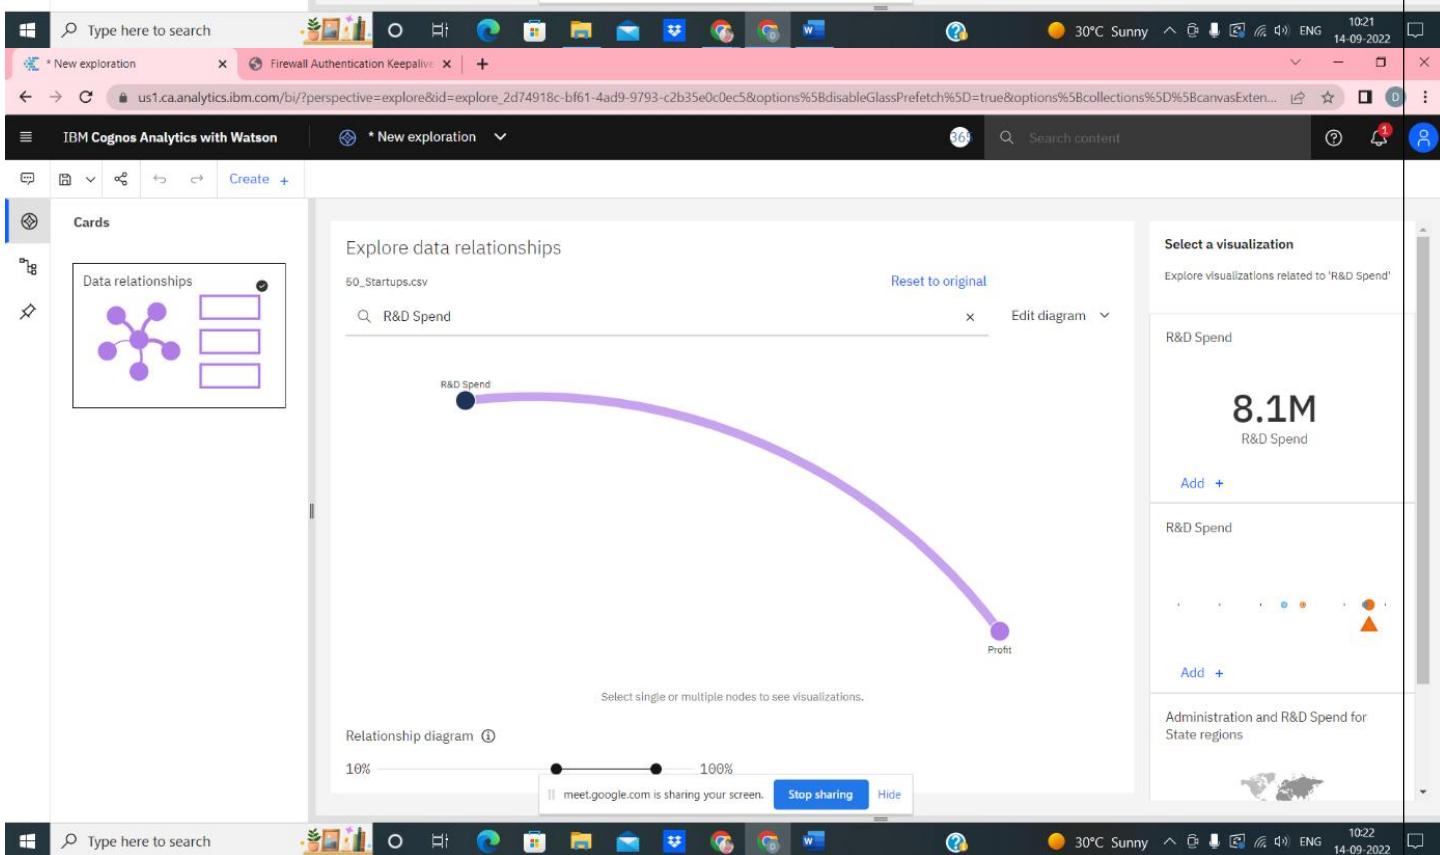 Type here to search
30°C Sunny
ENG
10:21
14-09-2022
* New exploration
Firewall Authentication Keepalive
us1.ca.analytics.ibm.com/bi/?perspective=explore&id=explore_2d74918c-bf61-4ad9-9793-c2b35e0c0ec5&options%5BdisableGlassPrefetch%5D=true&options%5Bcollections%5D%5BcanvasExten...
D
IBM Cognos Analytics with Watson
* New exploration
Search content
1
Create +
Cards
Data relationships
Explore data relationships
50_Startups.csv
Reset to original
R&D Spend
Edit diagram
R&D Spend
Profit
Select single or multiple nodes to see visualizations.
Relationship diagram
10%
100%
Select a visualization
Explore visualizations related to 'R&D Spend'
R&D Spend
8.1M
R&D Spend
Add +
R&D Spend
Add +
Administration and R&D Spend for
State regions
meet.google.com is sharing your screen.
Stop sharing
Hide
Type here to search
30°C Sunny
ENG
10:22
14-09-2022